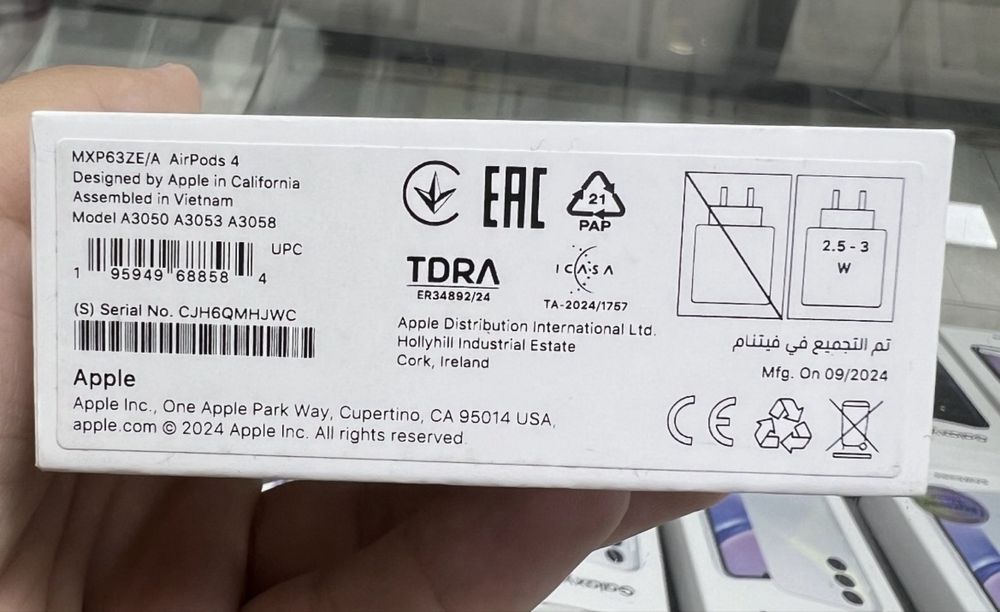 MXP63ZE/A AirPods 4
Designed by Apple in California
Assembled in Vietnam
Model A3050 A3053 A3058
UPC
1 95949 68858 4
(S) Serial No. CJH6QMHJWC
Apple
Apple Inc., One Apple Park Way, Cupertino, CA 95014 USA,
apple.com © 2024 Apple Inc. All rights reserved.
EAC
21
PAP
TDRA
ER34892/24
ICASA
TA-2024/1757
Apple Distribution International Ltd.
Hollyhill Industrial Estate
Cork, Ireland
2.5 - 3
W
تم التجميع في فيتنام
Mfg. On 09/2024
CE
Galaxy